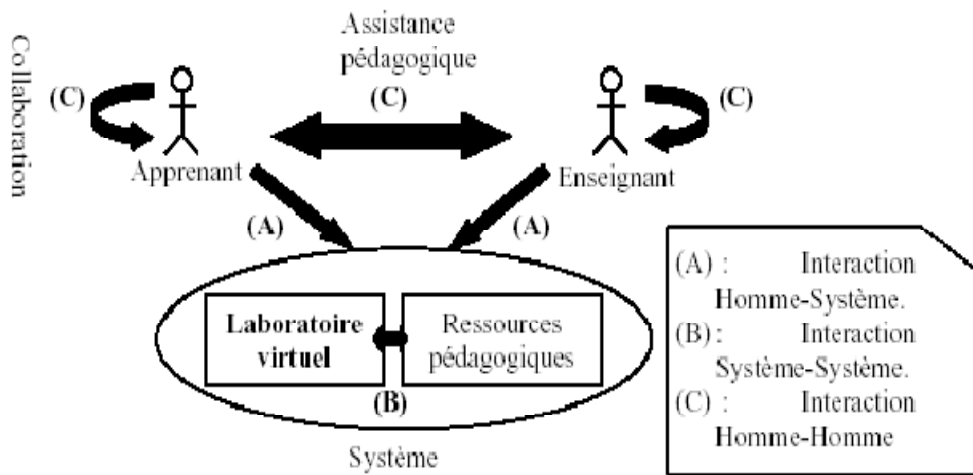 Collaboration
Assistance
pédagogique
(C)
(C)
(C)
Apprenant
Enseignant
(A)
(A)
Laboratoire
virtuel
Ressources
pédagogiques
(B)
Système
(A) : Interaction
Homme-Système.
(B) : Interaction
Système-Système.
(C) : Interaction
Homme-Homme